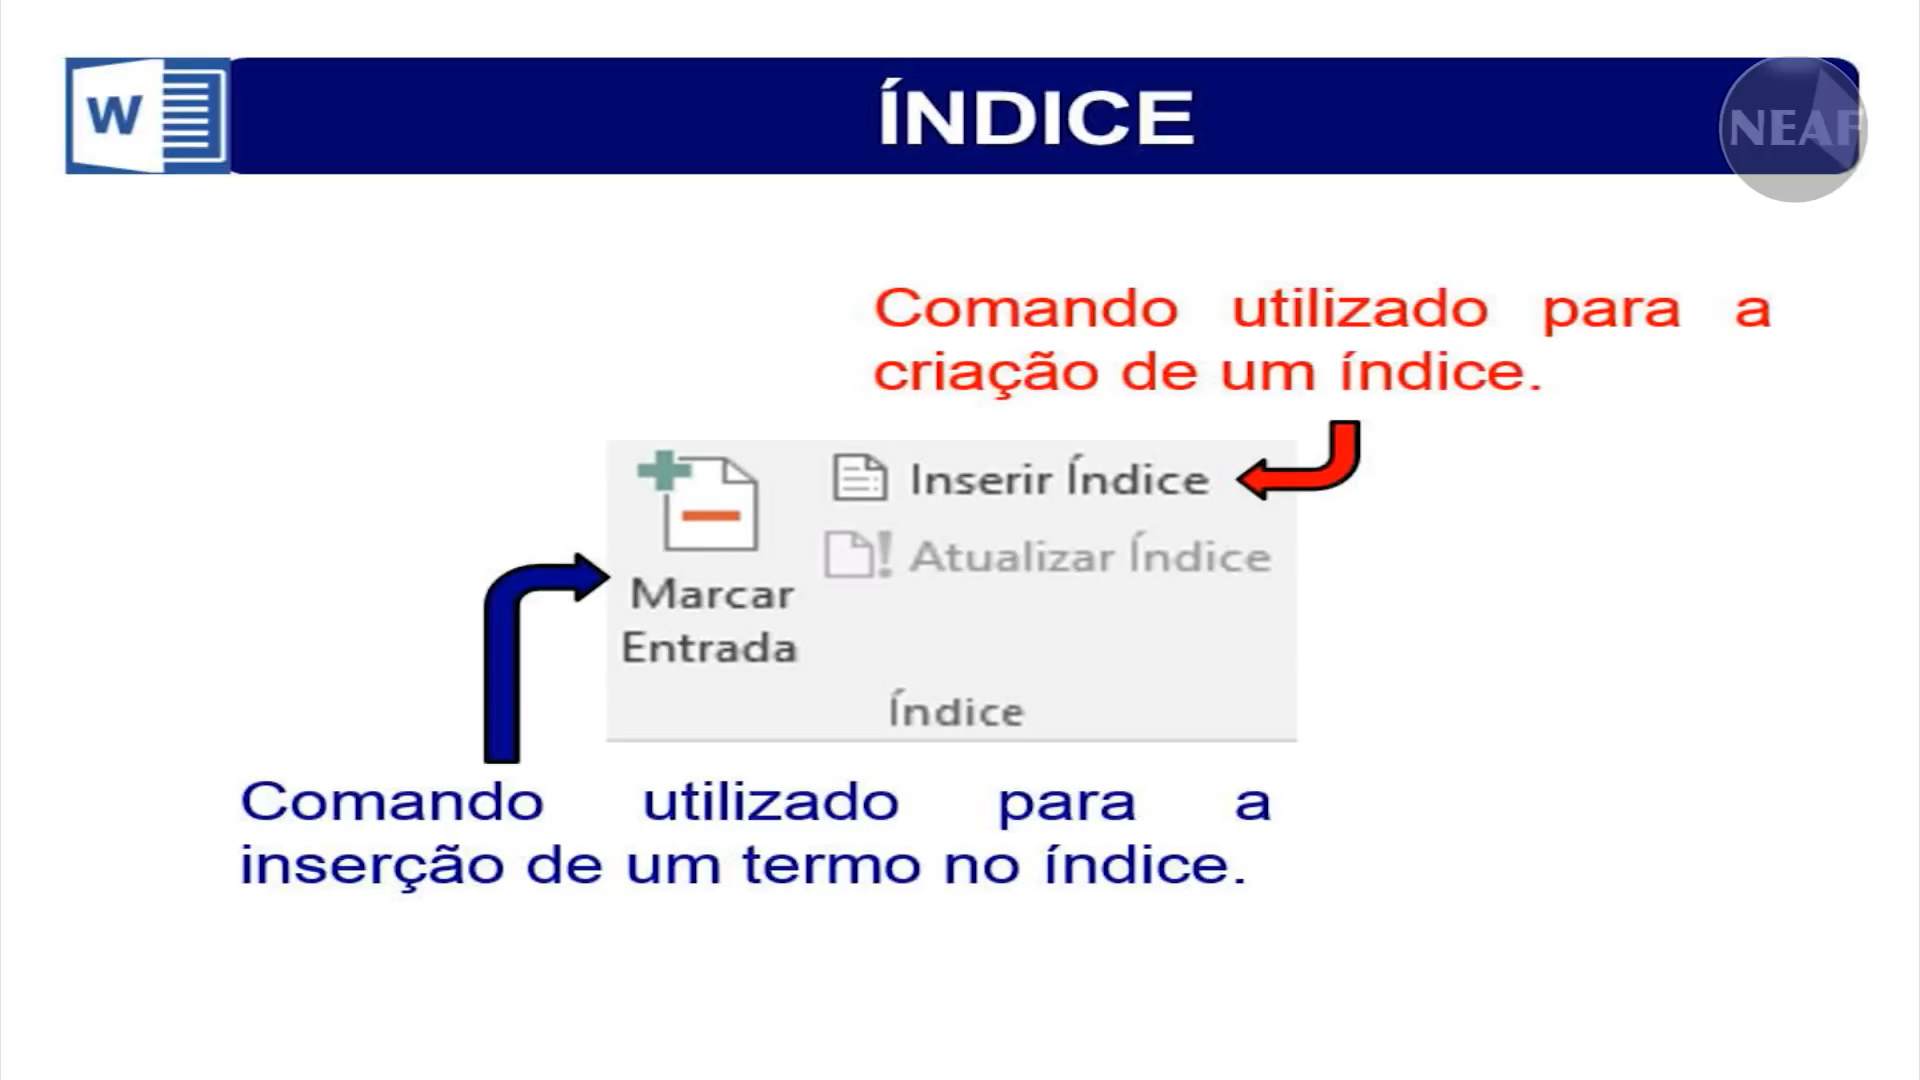 W
ÍNDICE
NEAF
Comando utilizado para a
criação de um índice.
Inserir Índice
Atualizar Índice
Marcar
Entrada
Índice
Comando utilizado para a
inserção de um termo no índice.